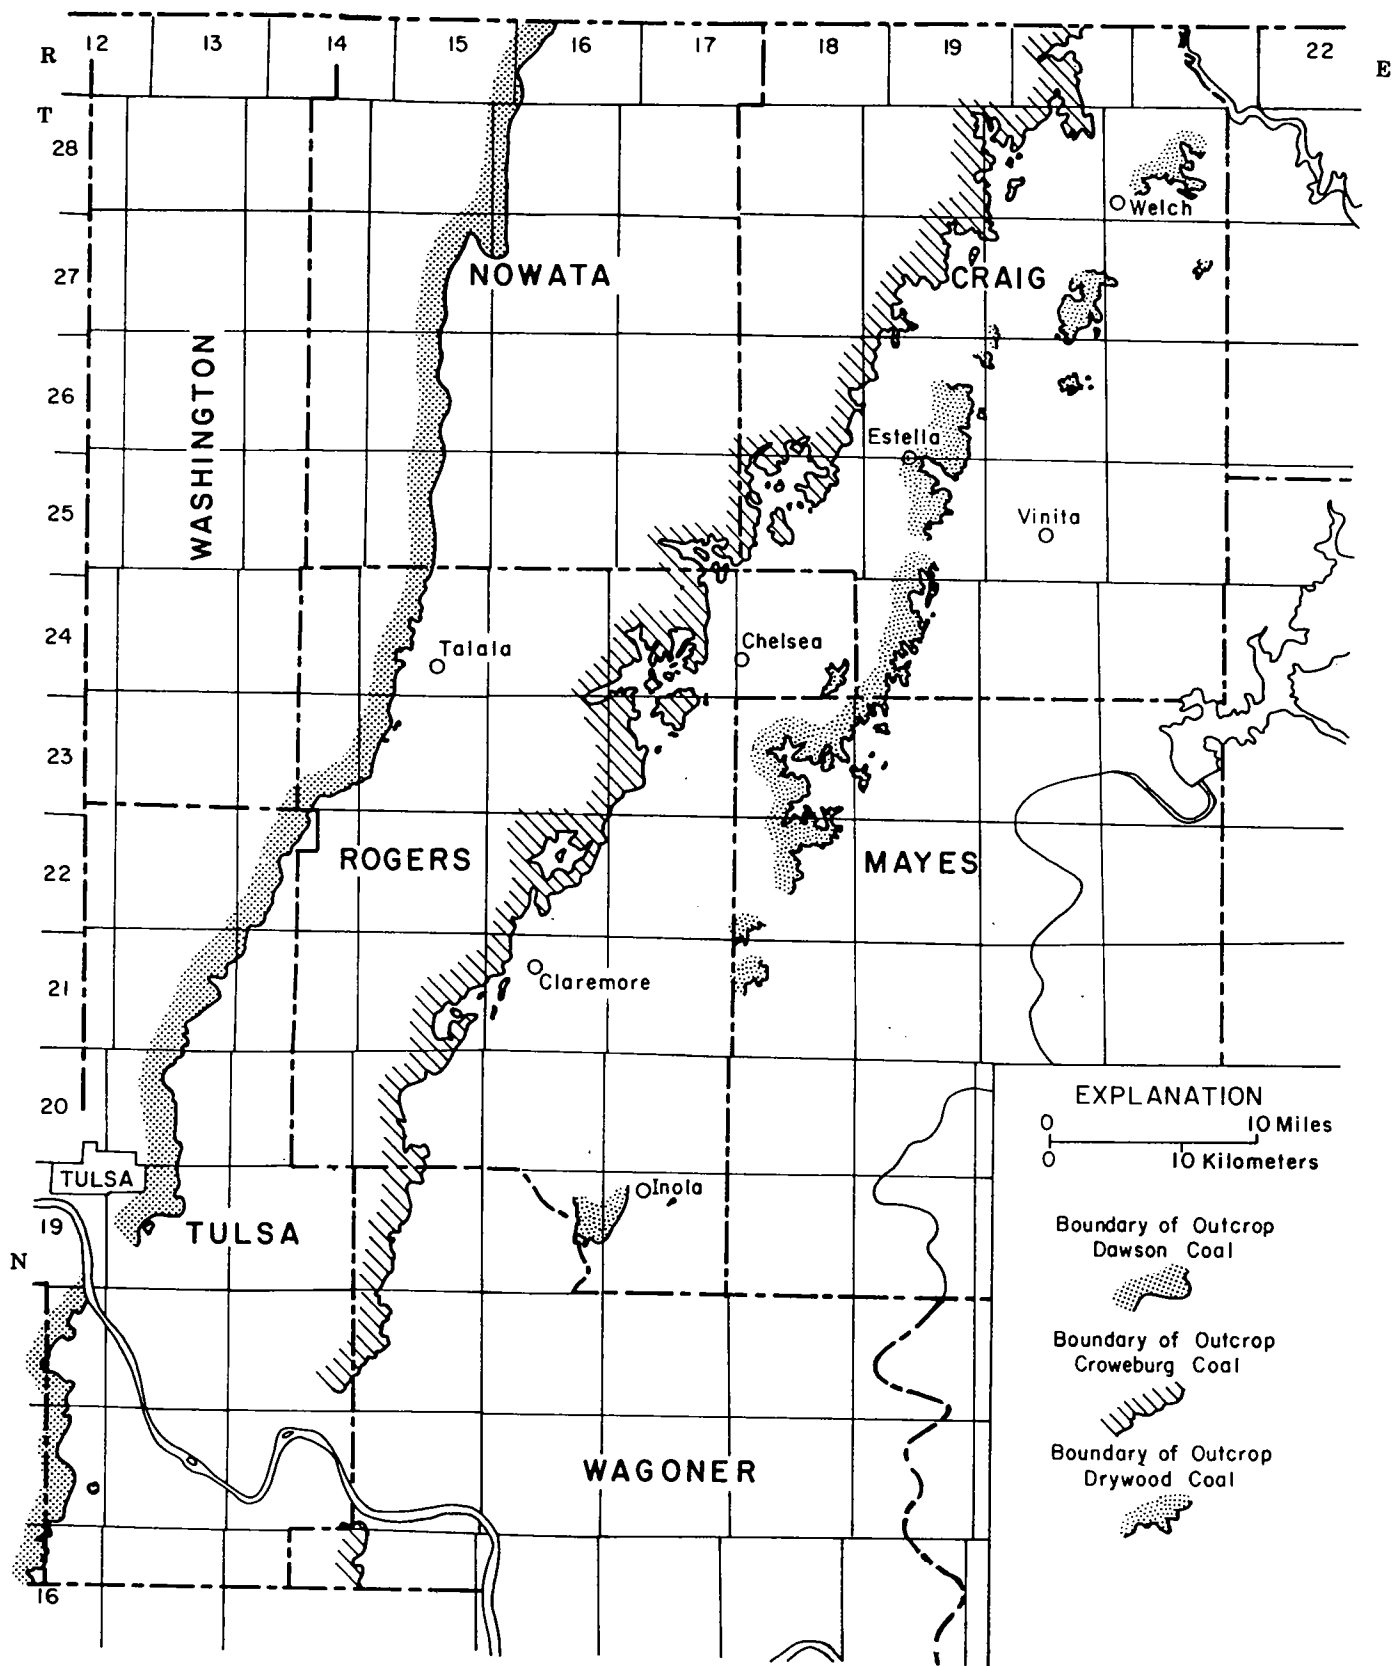 R 12 13 14 15 16 17 18 19 22 E
T
28
Welch
27
NOWATA
CRAIG
WASHINGTON
26
Estella
25
Vinita
24
Talala
Chelsea
23
ROGERS
MAYES
22
21
Claremore
20
EXPLANATION
0 10 Miles
0 10 Kilometers
TULSA
Inola
19
TULSA
N
Boundary of Outcrop
Dawson Coal
Boundary of Outcrop
Croweburg Coal
Boundary of Outcrop
Drywood Coal
WAGONER
16